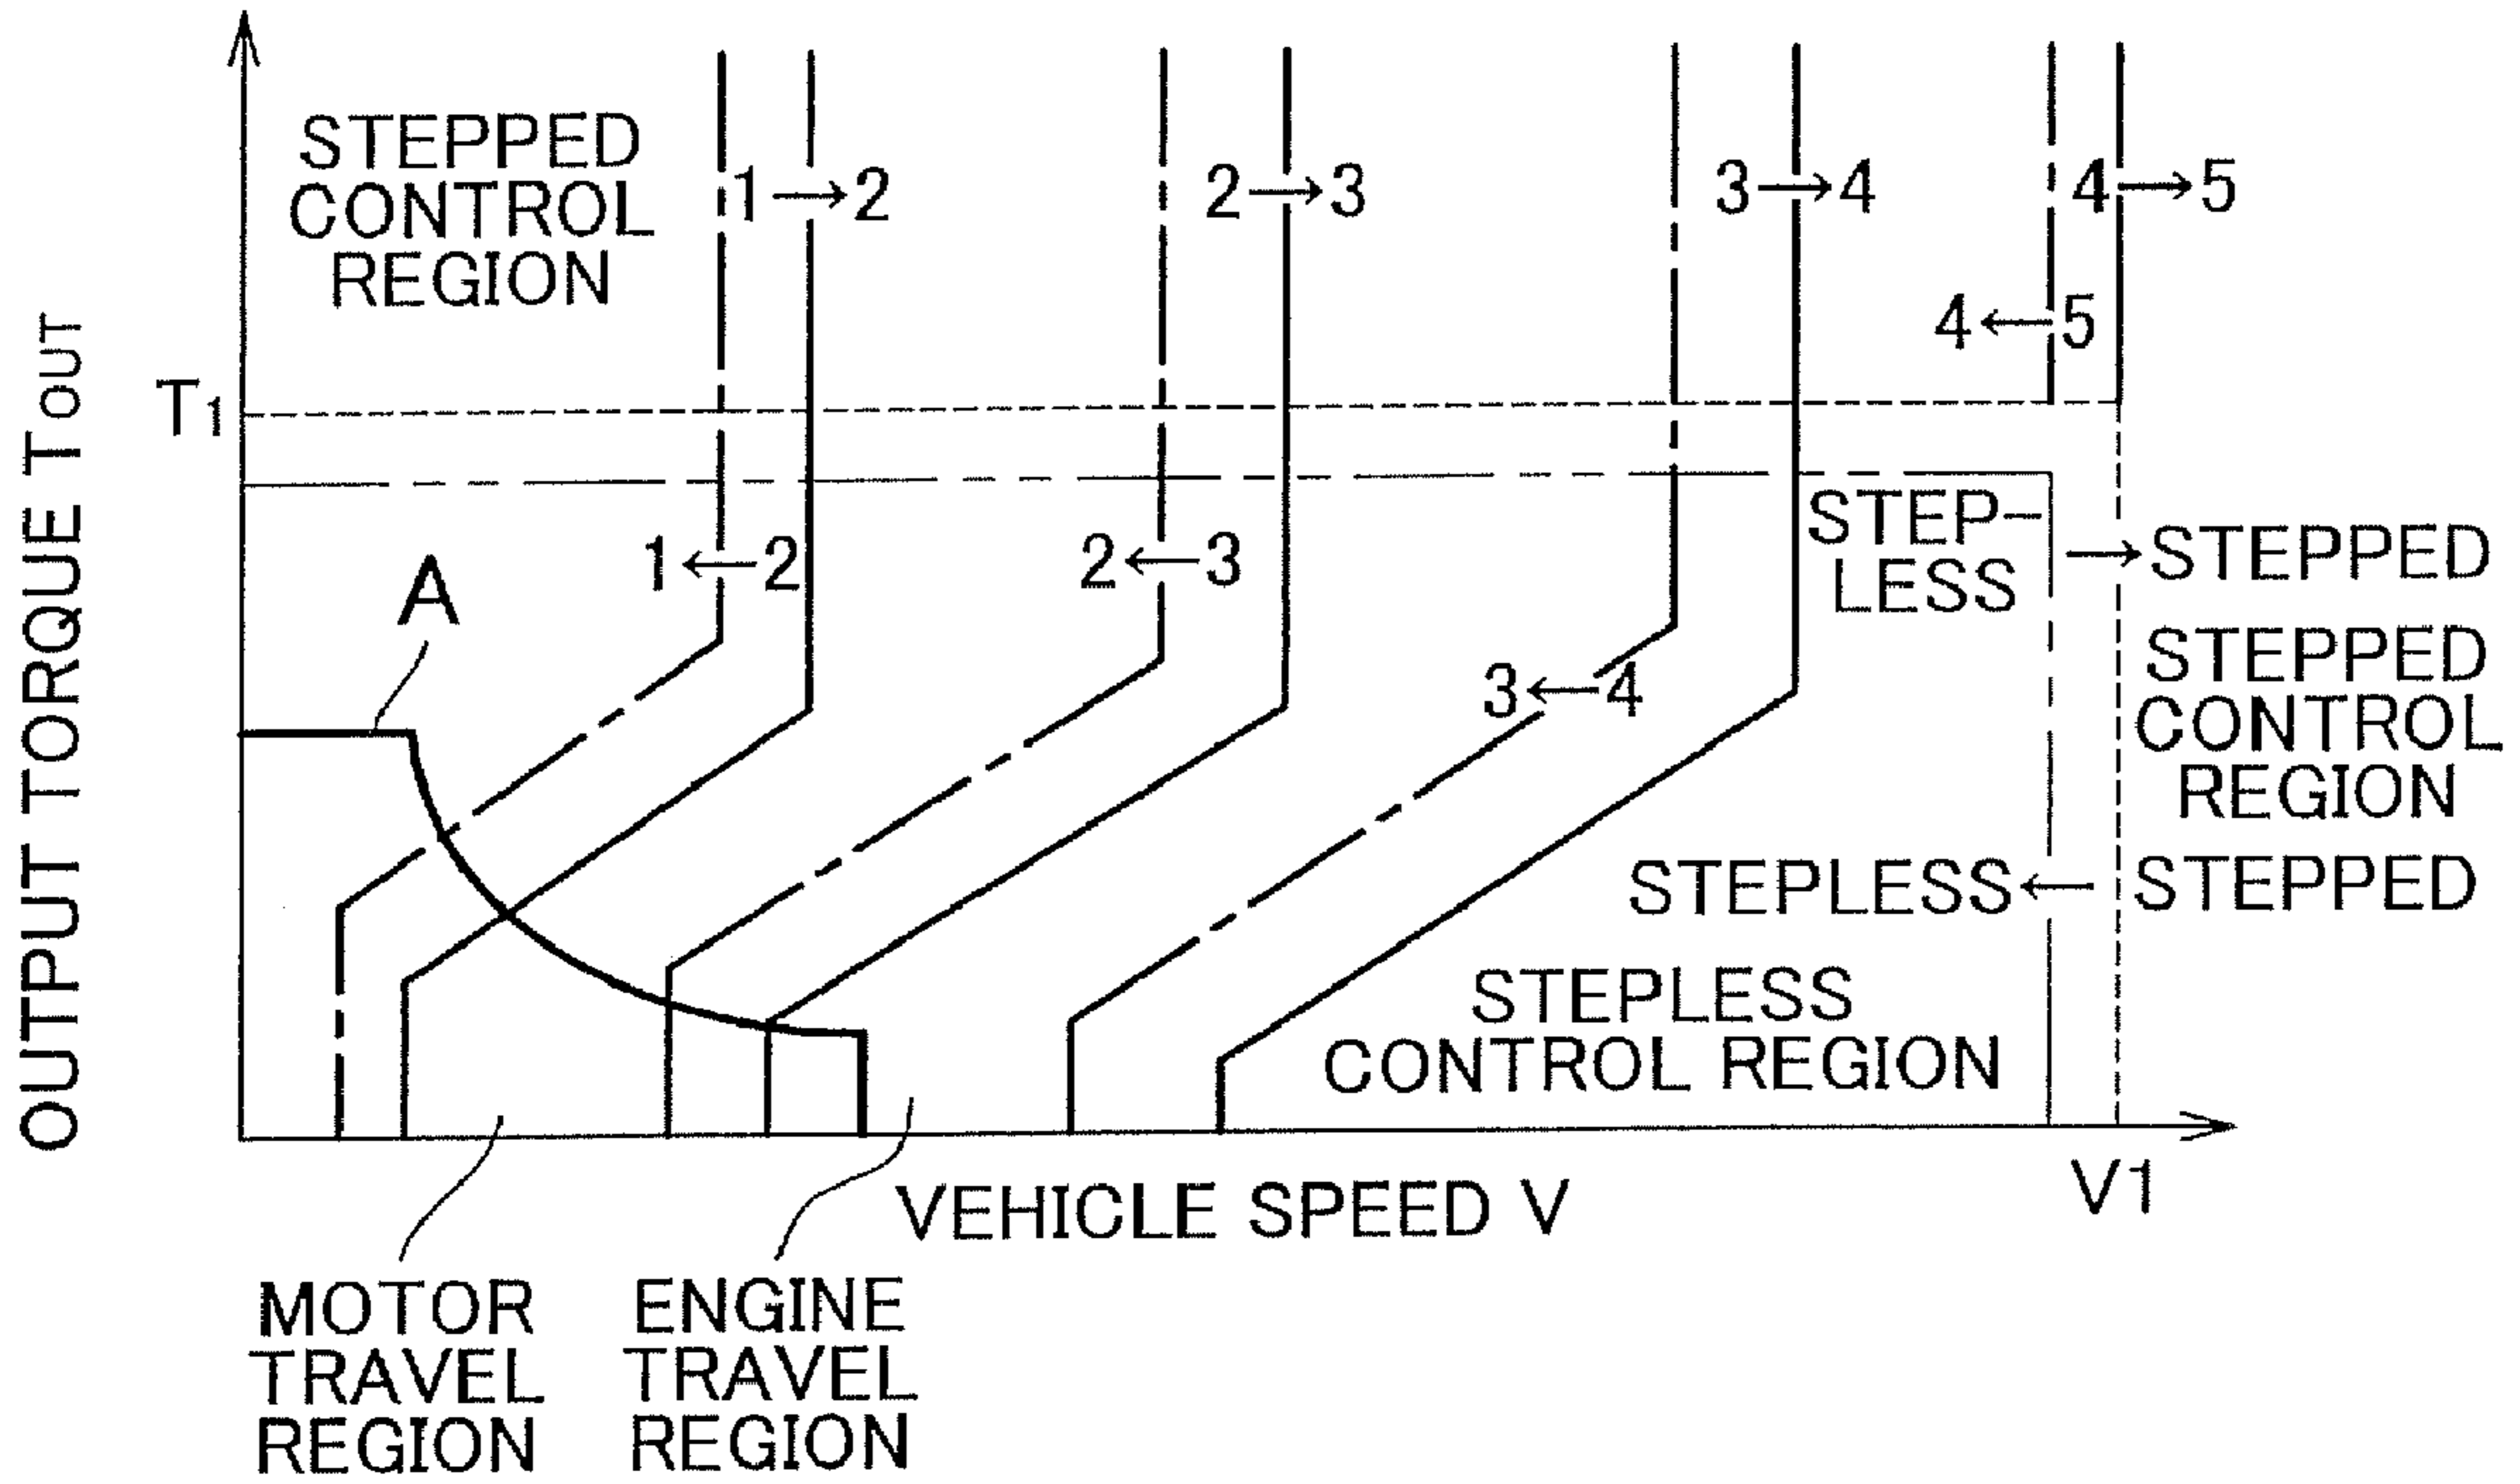 STEPPED
CONTROL
REGION
1→2
2→3
3→4
4→5
4←5
OUTPUT TORQUE TOUT
T1
1←2
2←3
3←4
STEP-
LESS
→STEPPED
STEPPED
CONTROL
REGION
STEPLESS← STEPPED
A
STEPLESS
CONTROL REGION
VEHICLE SPEED V
V1
MOTOR
TRAVEL
REGION
ENGINE
TRAVEL
REGION